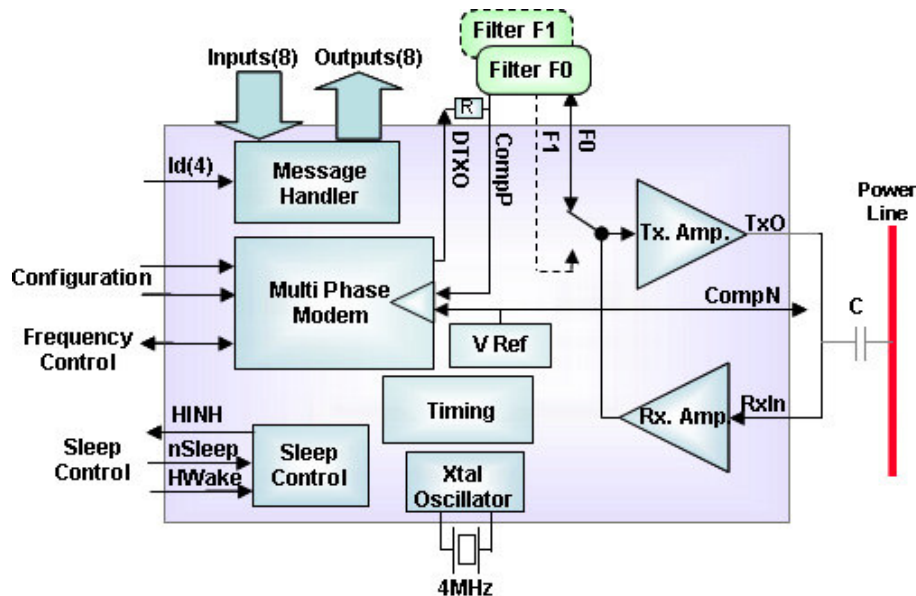 Filter F1
Inputs(8)
Outputs(8)
Filter F0
R
DTXO
CompP
F1
F0
Id(4)
Message
Handler
Power
Line
Tx. Amp.
TxO
Configuration
Multi Phase
Modem
CompN
C
Frequency
Control
V Ref
Timing
Rx. Amp.
RxIn
HINH
Sleep
Control
nSleep
HWake
Sleep
Control
Xtal
Oscillator
4MHz